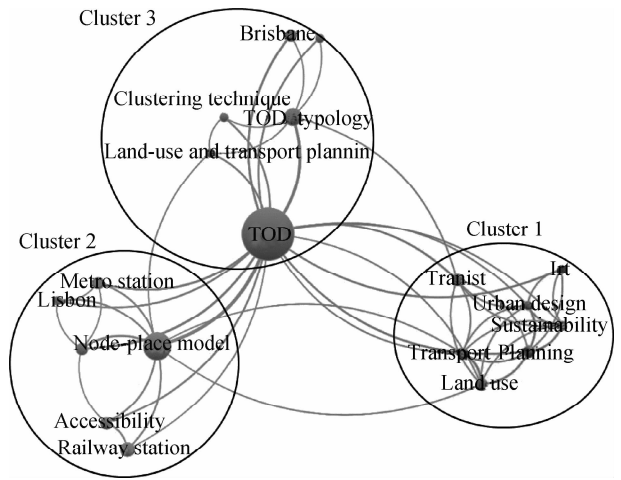 Cluster 3
Brisbane
Clustering technique
TOD typology
Land-use and transport plannin
TOD
Cluster 2
Metro station
Lisbon
Node-place model
Accessibility
Railway station
Cluster 1
Tranist
Lrt
Urban design
Sustainability
Transport Planning
Land use